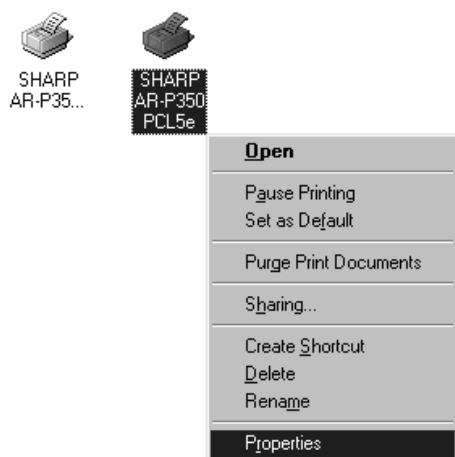 SHARP
AR-P35...
SHARP
AR-P350
PCL5e
Open
Pause Printing
Set as Default
Purge Print Documents
Sharing...
Create Shortcut
Delete
Rename
Properties